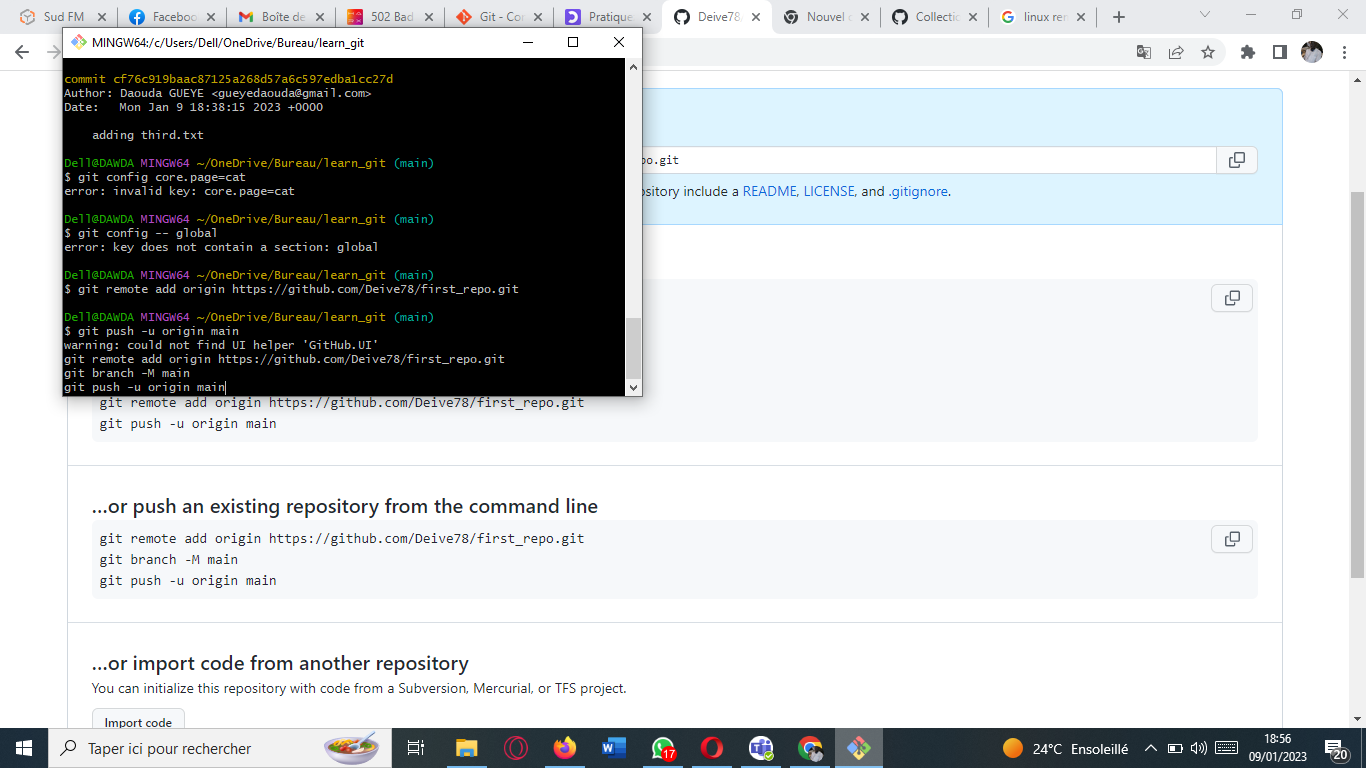 Sud FM
Faceboo
Boîte de
502 Bad
Git - Cor
Pratique
Deive78
Nouvel o
Collectic
linux ren
MINGW64:/c/Users/Dell/OneDrive/Bureau/learn_git
commit cf76c919baac87125a268d57a6c597edba1cc27d
Author: Daouda GUEYE <gueyedaouda@gmail.com>
Date:   Mon Jan 9 18:38:15 2023 +0000
adding third.txt
Dell@DAWDA MINGW64 ~/OneDrive/Bureau/learn_git (main)
$ git config core.page=cat
error: invalid key: core.page=cat
Dell@DAWDA MINGW64 ~/OneDrive/Bureau/learn_git (main)
$ git config -- global
error: key does not contain a section: global
Dell@DAWDA MINGW64 ~/OneDrive/Bureau/learn_git (main)
$ git remote add origin https://github.com/Deive78/first_repo.git
Dell@DAWDA MINGW64 ~/OneDrive/Bureau/learn_git (main)
$ git push -u origin main
warning: could not find UI helper 'GitHub.UI'
git remote add origin https://github.com/Deive78/first_repo.git
git branch -M main
git push -u origin main
po.git
ository include a README, LICENSE, and .gitignore.
git remote add origin https://github.com/Deive78/first_repo.git
git push -u origin main
…or push an existing repository from the command line
git remote add origin https://github.com/Deive78/first_repo.git
git branch -M main
git push -u origin main
…or import code from another repository
You can initialize this repository with code from a Subversion, Mercurial, or TFS project.
Import code
Taper ici pour rechercher
17
24°C Ensoleillé
18:56
09/01/2023
20